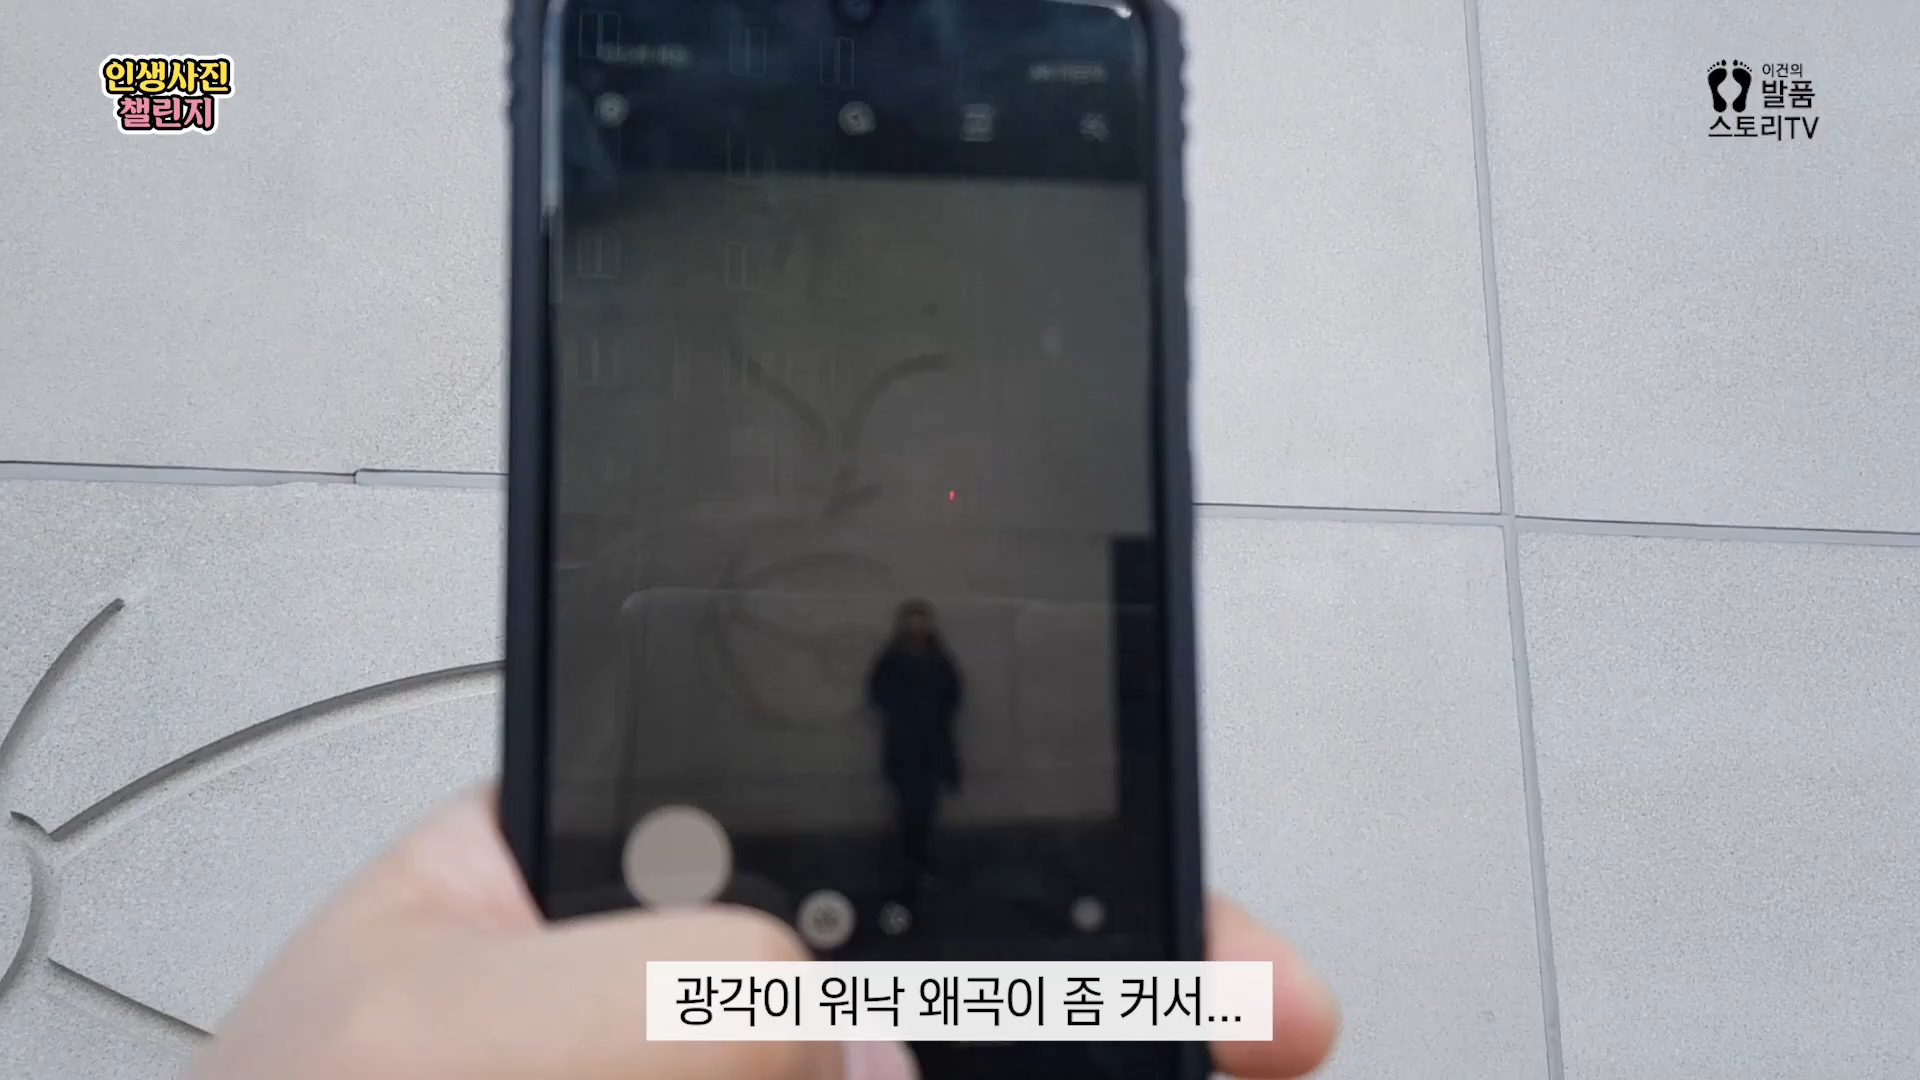 인생사진
챌린지
이건의
발품
스토리TV
광각이 워낙 왜곡이 좀 커서...